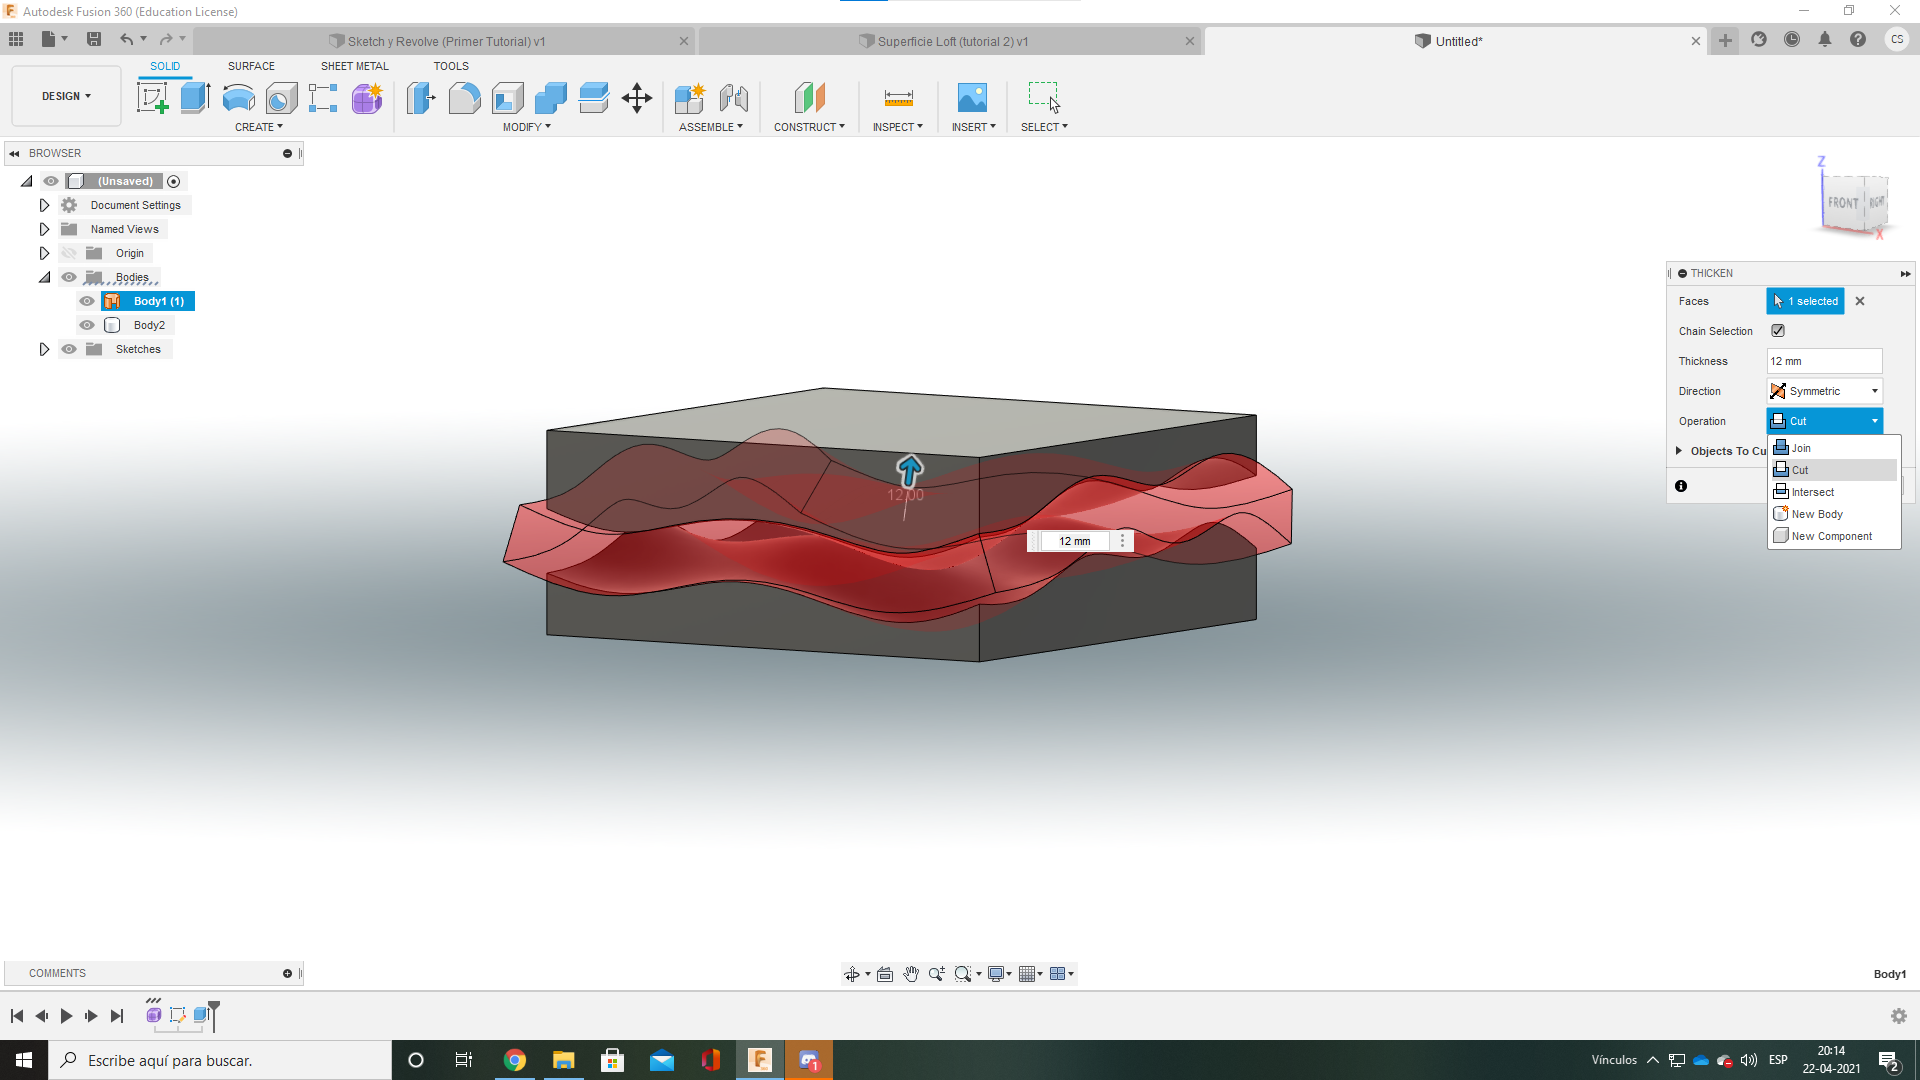 Autodesk Fusion 360 (Education License)
Sketch y Revolve (Primer Tutorial) v1
Superficie Loft (tutorial 2) v1
Untitled*
CS
DESIGN
SOLID
SURFACE
SHEET METAL
TOOLS
CREATE
MODIFY
ASSEMBLE
CONSTRUCT
INSPECT
INSERT
SELECT
BROWSER
(Unsaved)
Document Settings
Named Views
Origin
Bodies
Body1 (1)
Body2
Sketches
Z
FRONT
RIGHT
X
THICKEN
Faces
1 selected
Chain Selection
Thickness
12 mm
Direction
Symmetric
Operation
Cut
Objects To Cu
Join
Cut
Intersect
New Body
New Component
12.00
12 mm
COMMENTS
Body1
Escribe aquí para buscar.
Vínculos
ESP
20:14
22-04-2021
1
2